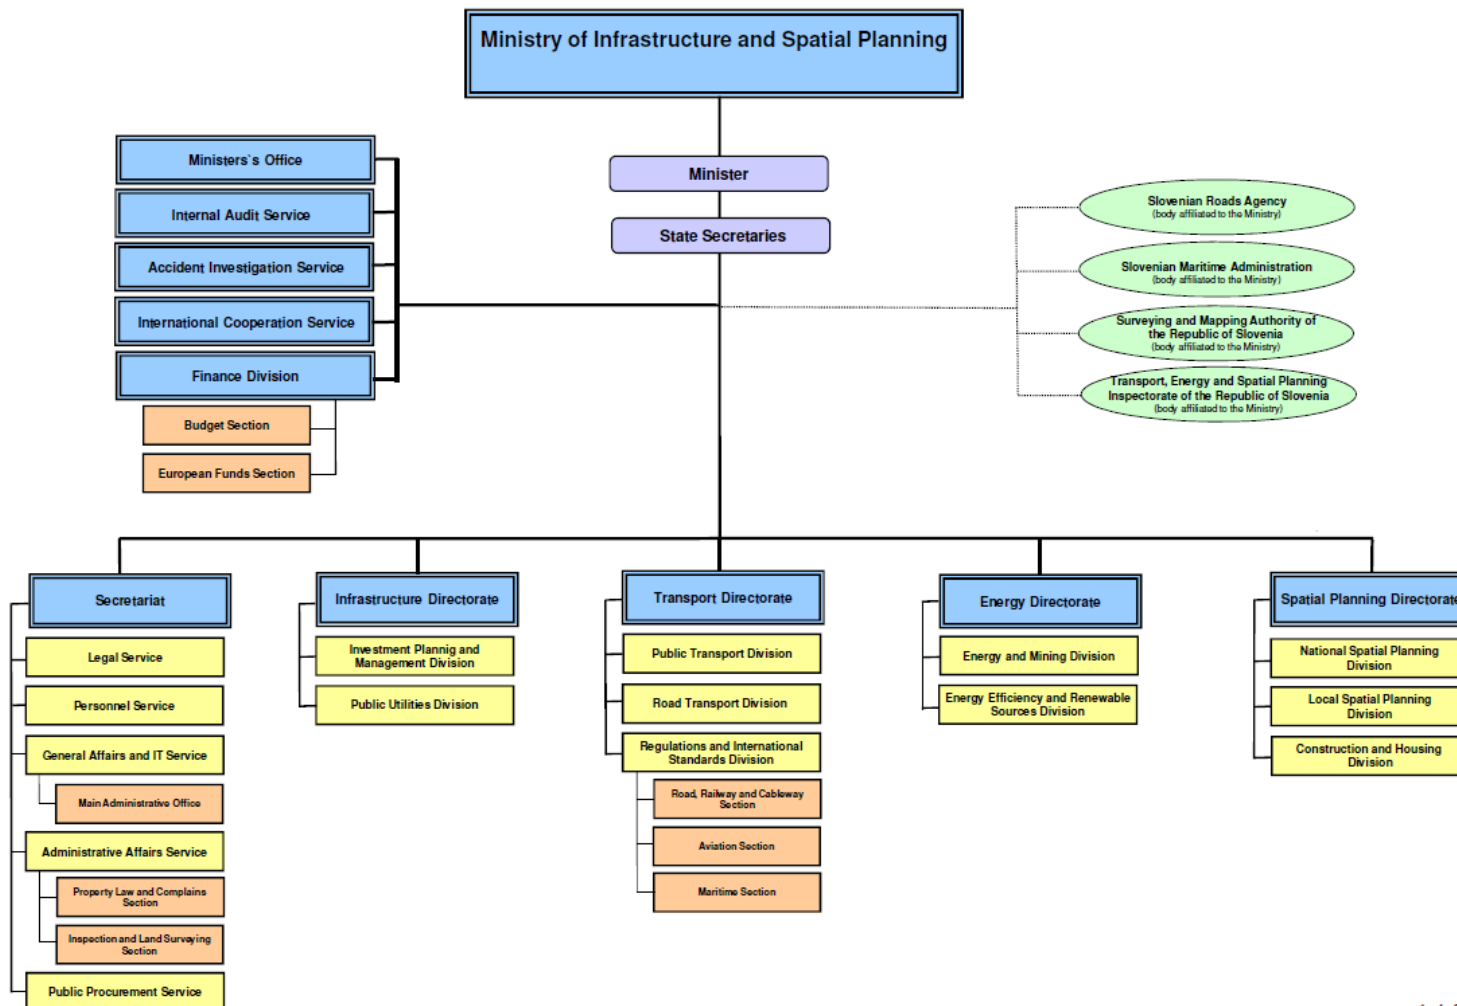 Ministry of Infrastructure and Spatial Planning
Minister
State Secretaries
Ministers`s Office
Internal Audit Service
Accident Investigation Service
International Cooperation Service
Finance Division
Budget Section
European Funds Section
Slovenian Roads Agency
(body affiliated to the Ministry)
Slovenian Maritime Administration
(body affiliated to the Ministry)
Surveying and Mapping Authority of
the Republic of Slovenia
(body affiliated to the Ministry)
Transport, Energy and Spatial Planning
Inspectorate of the Republic of Slovenia
(body affiliated to the Ministry)
Secretariat
Legal Service
Personnel Service
General Affairs and IT Service
Main Administrative Office
Administrative Affairs Service
Property Law and Complains
Section
Inspection and Land Surveying
Section
Public Procurement Service
Infrastructure Directorate
Investment Plannig and
Management Division
Public Utilities Division
Transport Directorate
Public Transport Division
Road Transport Division
Regulations and International
Standards Division
Road, Railway and Cableway
Section
Aviation Section
Maritime Section
Energy Directorate
Energy and Mining Division
Energy Efficiency and Renewable
Sources Division
Spatial Planning Directorate
National Spatial Planning
Division
Local Spatial Planning
Division
Construction and Housing
Division